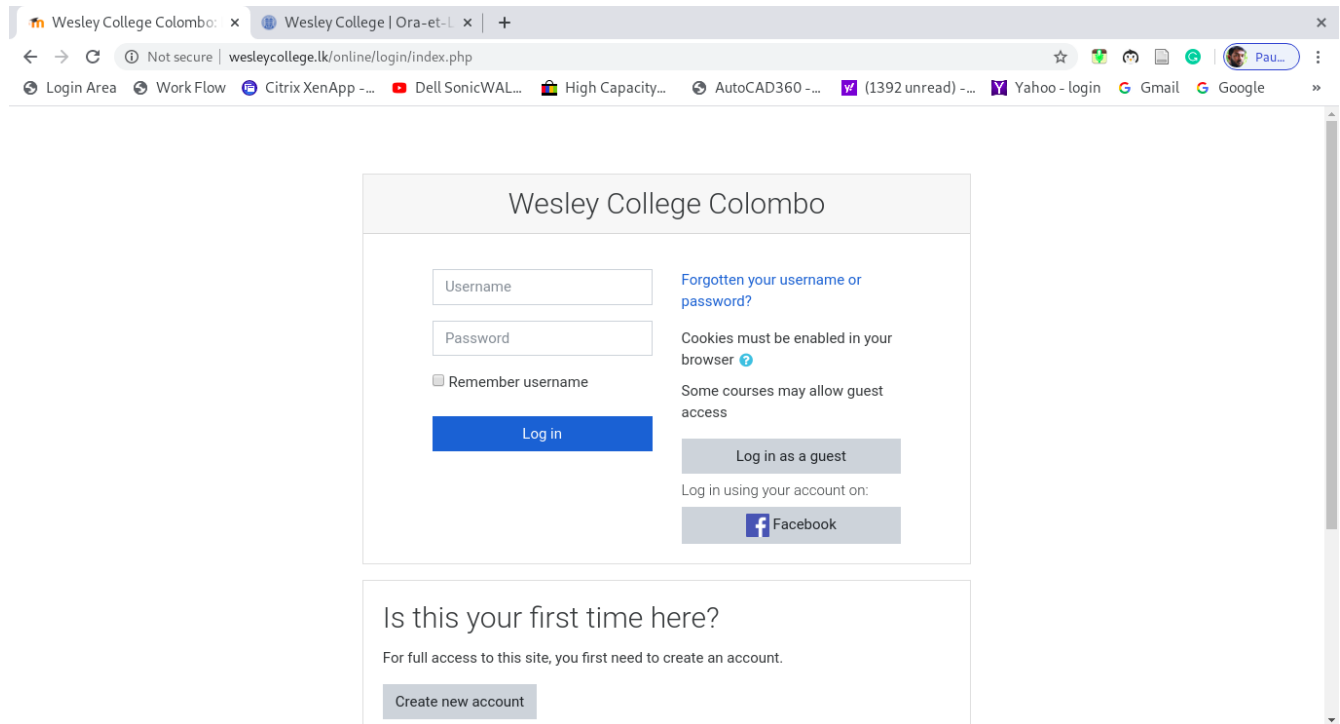 Wesley College Colombo:
Wesley College | Ora-et-L
Not secure | wesleycollege.lk/online/login/index.php
Pau...
Login Area
Work Flow
Citrix XenApp -...
Dell SonicWAL...
High Capacity...
AutoCAD360 -...
(1392 unread) -...
Yahoo - login
Gmail
Google
Wesley College Colombo
Username
Password
Remember username
Log in
Forgotten your username or
password?
Cookies must be enabled in your
browser
Some courses may allow guest
access
Log in as a guest
Log in using your account on:
Facebook
Is this your first time here?
For full access to this site, you first need to create an account.
Create new account